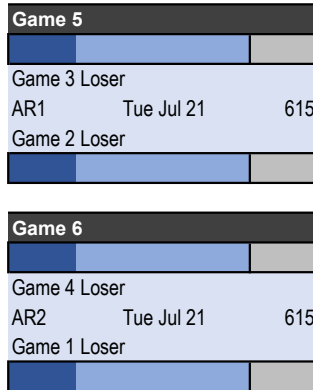 Game 5
Game 3 Loser
AR1 Tue Jul 21 615
Game 2 Loser
Game 6
Game 4 Loser
AR2 Tue Jul 21 615
Game 1 Loser